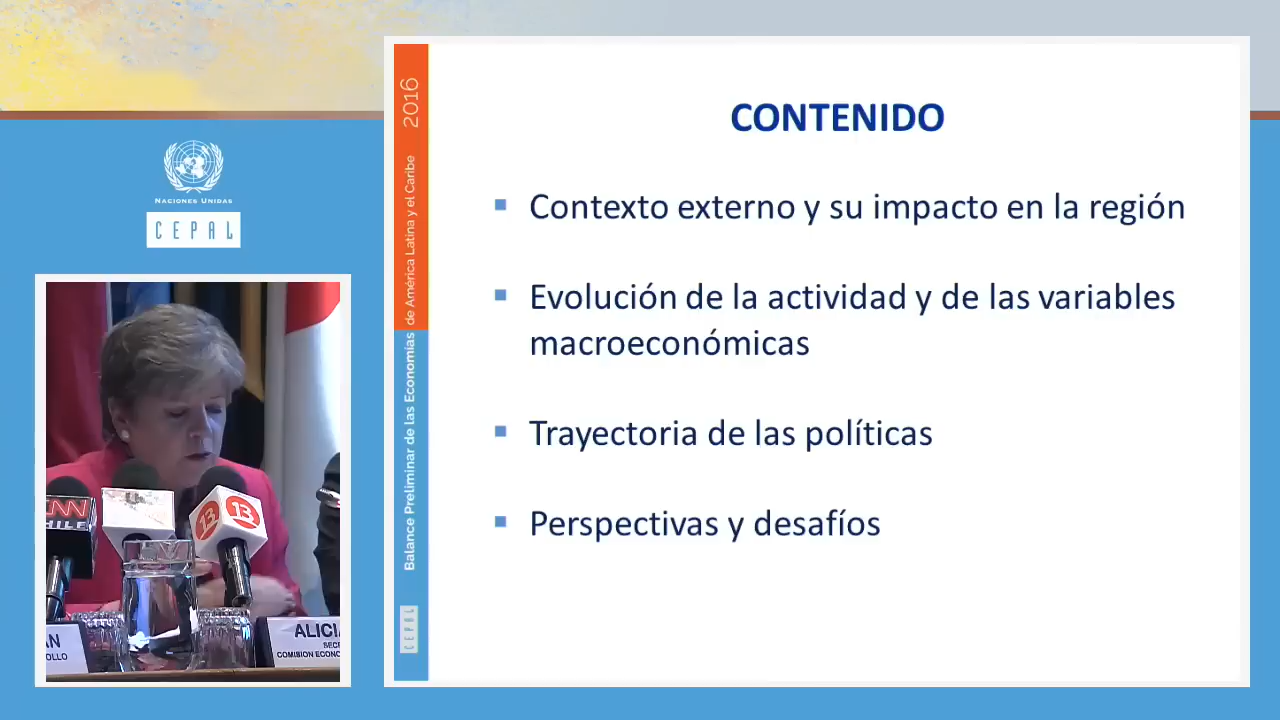 NACIONES UNIDAS
CEPAL
CNN
CHILE
13
13
AN
OLLO
ALICIA
SECRE
COMISION ECONO
2016
Balance Preliminar de las Economías de América Latina y el Caribe
CEPAL
CONTENIDO
Contexto externo y su impacto en la región
Evolución de la actividad y de las variables
macroeconómicas
Trayectoria de las políticas
Perspectivas y desafíos